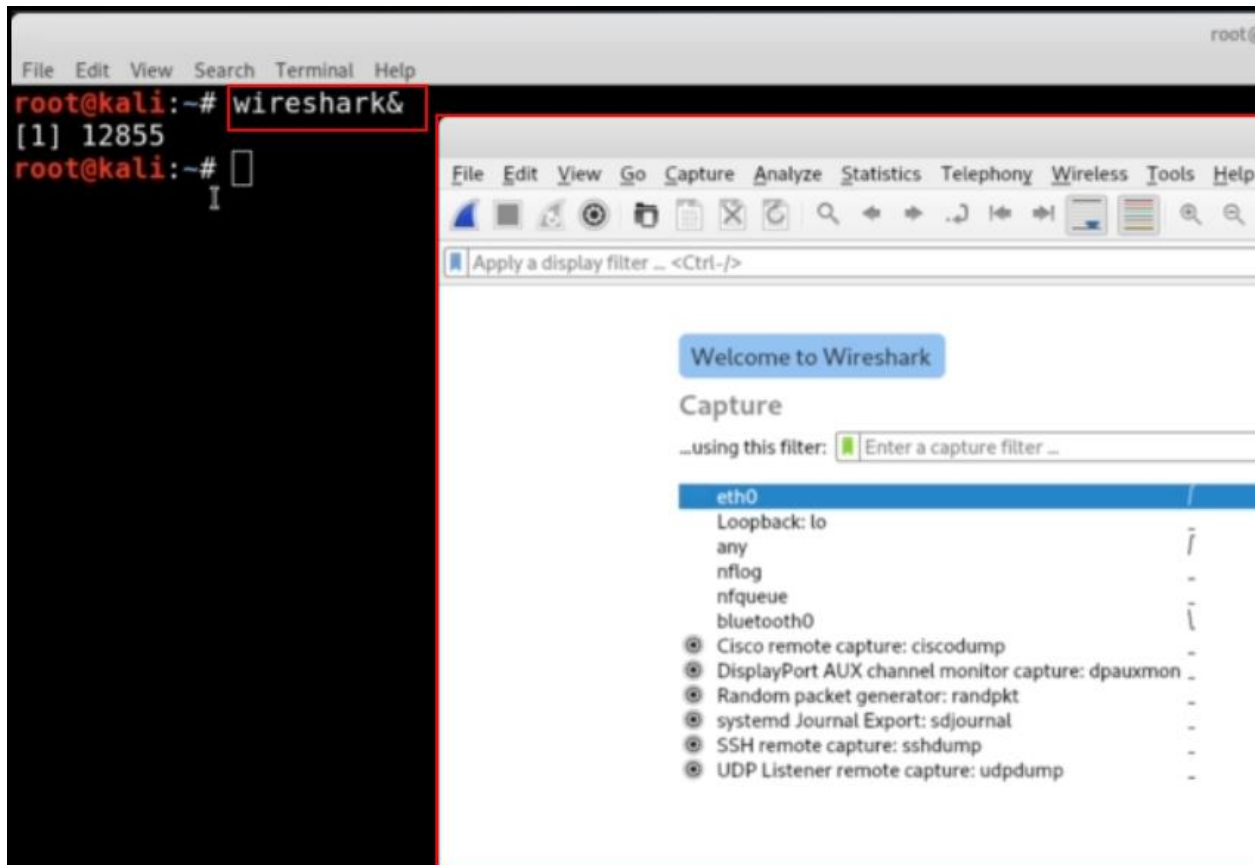 root@
File Edit View Search Terminal Help
root@kali:~# wireshark&
[1] 12855
root@kali:~#
File Edit View Go Capture Analyze Statistics Telephony Wireless Tools Help
Apply a display filter ... <Ctrl-/>
Welcome to Wireshark
Capture
...using this filter: Enter a capture filter ...
eth0
Loopback: lo
any
nflog
nfqueue
bluetooth0
Cisco remote capture: ciscodump
DisplayPort AUX channel monitor capture: dpauxmon
Random packet generator: randpkt
systemd Journal Export: sdjournal
SSH remote capture: sshdump
UDP Listener remote capture: udpdump